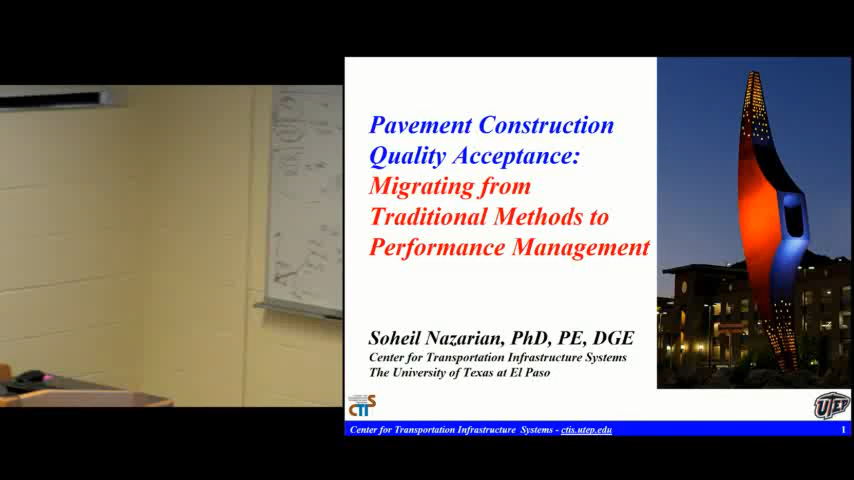 Pavement Construction
Quality Acceptance:
Migrating from
Traditional Methods to
Performance Management
Soheil Nazarian, PhD, PE, DGE
Center for Transportation Infrastructure Systems
The University of Texas at El Paso
CTIS
UTEP
Center for Transportation Infrastructure Systems - ctis.utep.edu
1